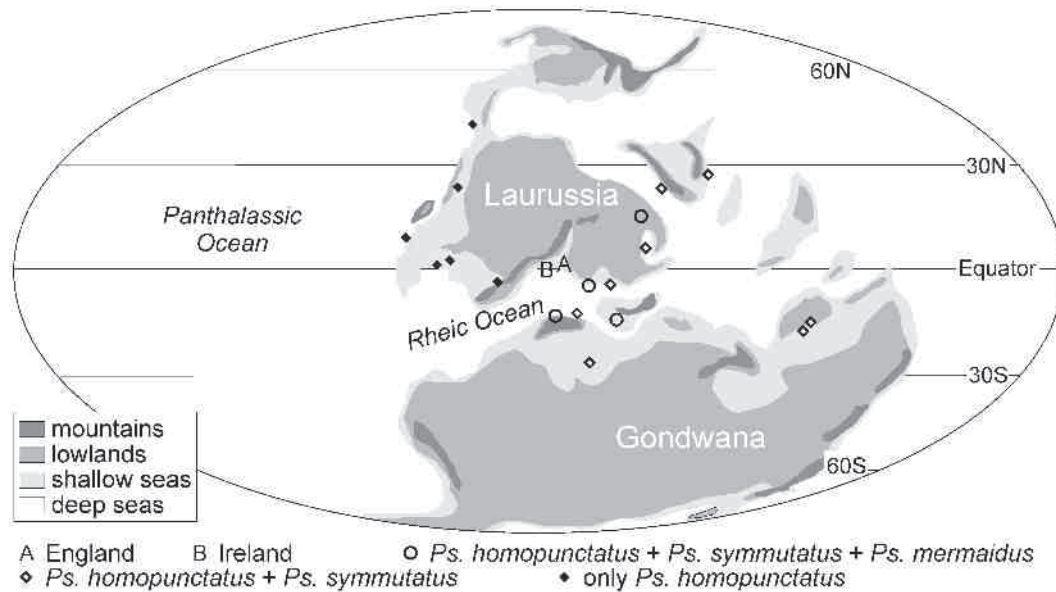 60N
30N
Laurussia
Panthalassic
Ocean
B A
Equator
Rheic Ocean
30S
mountains
lowlands
shallow seas
deep seas
Gondwana
60S
A England B Ireland Ps. homopunctatus + Ps. symmutatus + Ps. mermaidus
Ps. homopunctatus + Ps. symmutatus only Ps. homopunctatus